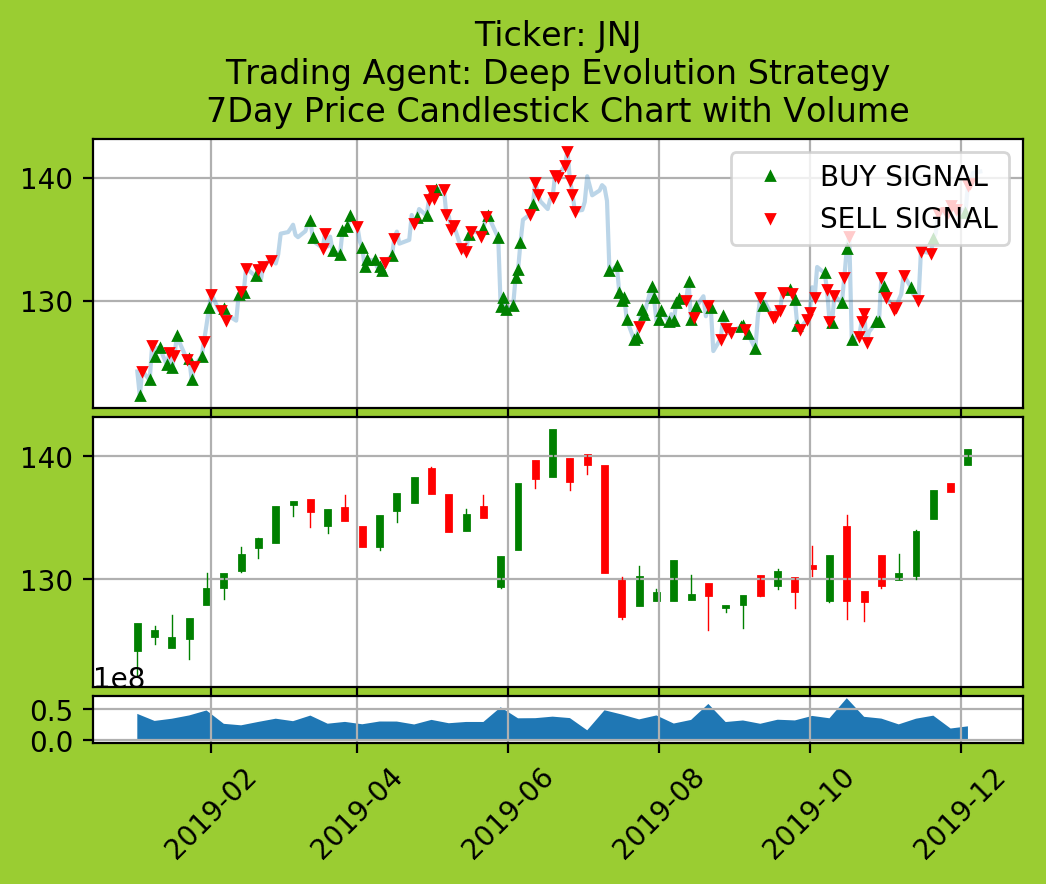 Ticker: JNJ
Trading Agent: Deep Evolution Strategy
7Day Price Candlestick Chart with Volume
BUY SIGNAL
SELL SIGNAL
140
130
140
130
1e8
0.5
0.0
2019-02
2019-04
2019-06
2019-08
2019-10
2019-12